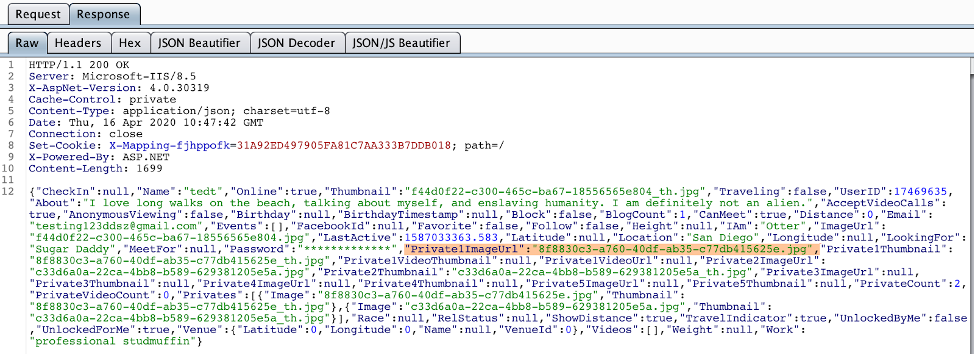 Request Response
Raw Headers Hex JSON Beautifier JSON Decoder JSON/JS Beautifier
1 HTTP/1.1 200 OK
2 Server: Microsoft-IIS/8.5
3 X-AspNet-Version: 4.0.30319
4 Cache-Control: private
5 Content-Type: application/json; charset=utf-8
6 Date: Thu, 16 Apr 2020 10:47:42 GMT
7 Connection: close
8 Set-Cookie: X-Mapping-fjhppofk=31A92ED497905FA81C7AA333B7DDB018; path=/
9 X-Powered-By: ASP.NET
10 Content-Length: 1699
11
12 {"CheckIn":null,"Name":"tedt","Online":true,"Thumbnail":"f44d0f22-c300-465c-ba67-18556565e804_th.jpg","Traveling":false,"UserID":17469635,
"About":"I love long walks on the beach, talking about myself, and enslaving humanity. I am definitely not an alien.","AcceptVideoCalls":
true,"AnonymousViewing":false,"Birthday":null,"BirthdayTimestamp":null,"Block":false,"BlogCount":1,"CanMeet":true,"Distance":0,"Email":
"testing123ddsz@gmail.com","Events":[],"FacebookId":null,"Favorite":false,"Follow":false,"Height":null,"IAm":"Otter","ImageUrl":
"f44d0f22-c300-465c-ba67-18556565e804.jpg","LastActive":1587033363.583,"Latitude":null,"Location":"San Diego","Longitude":null,"LookingFor":
"Sugar Daddy","MeetFor":null,"Password":"*************","Private1ImageUrl":"8f8830c3-a760-40df-ab35-c77db415625e.jpg","Private1Thumbnail":
"8f8830c3-a760-40df-ab35-c77db415625e_th.jpg","Private1VideoThumbnail":null,"Private1VideoUrl":null,"Private2ImageUrl":
"c33d6a0a-22ca-4bb8-b589-629381205e5a.jpg","Private2Thumbnail":"c33d6a0a-22ca-4bb8-b589-629381205e5a_th.jpg","Private3ImageUrl":null,
"Private3Thumbnail":null,"Private4ImageUrl":null,"Private4Thumbnail":null,"Private5ImageUrl":null,"Private5Thumbnail":null,"PrivateCount":2,
"PrivateVideoCount":0,"Privates":[{"Image":"8f8830c3-a760-40df-ab35-c77db415625e.jpg","Thumbnail":
"8f8830c3-a760-40df-ab35-c77db415625e_th.jpg"},{"Image":"c33d6a0a-22ca-4bb8-b589-629381205e5a.jpg","Thumbnail":
"c33d6a0a-22ca-4bb8-b589-629381205e5a_th.jpg"}],"Race":null,"RelStatus":null,"ShowDistance":true,"TravelIndicator":true,"UnlockedByMe":false
,"UnlockedForMe":true,"Venue":{"Latitude":0,"Longitude":0,"Name":null,"VenueId":0},"Videos":[],"Weight":null,"Work":
"professional studmuffin"}